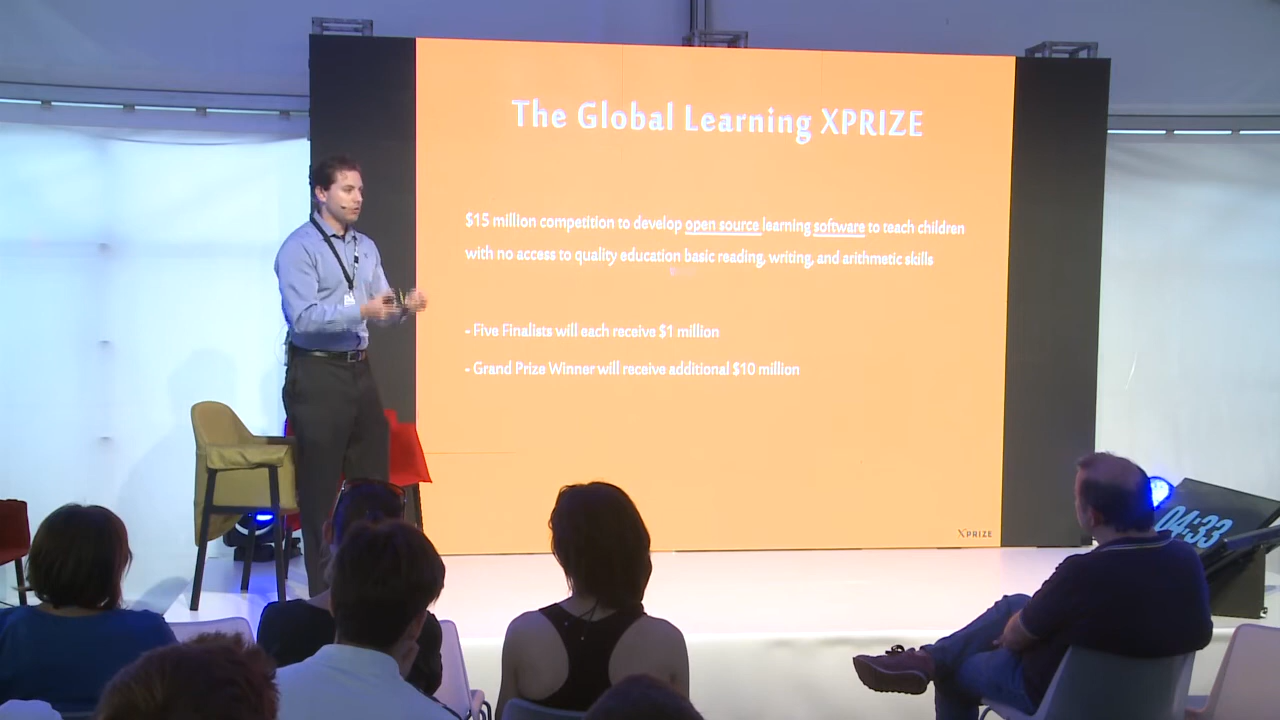 The Global Learning XPRIZE
$15 million competition to develop open source learning software to teach children
with no access to quality education basic reading, writing, and arithmetic skills
- Five Finalists will each receive $1 million
- Grand Prize Winner will receive additional $10 million
XPRIZE
04:33